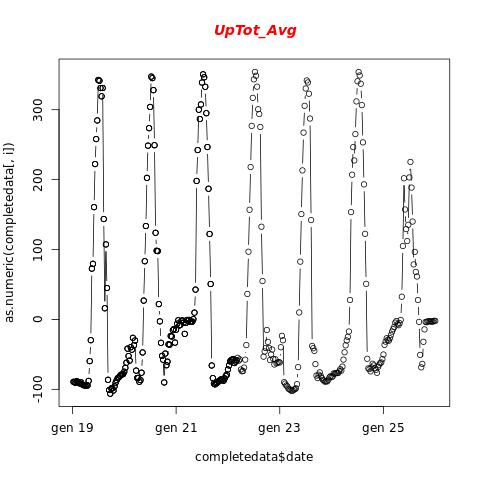 UpTot_Avg
as.numeric(completedata[, i])
300
200
100
0
-100
gen 19
gen 21
gen 23
gen 25
completedata$date